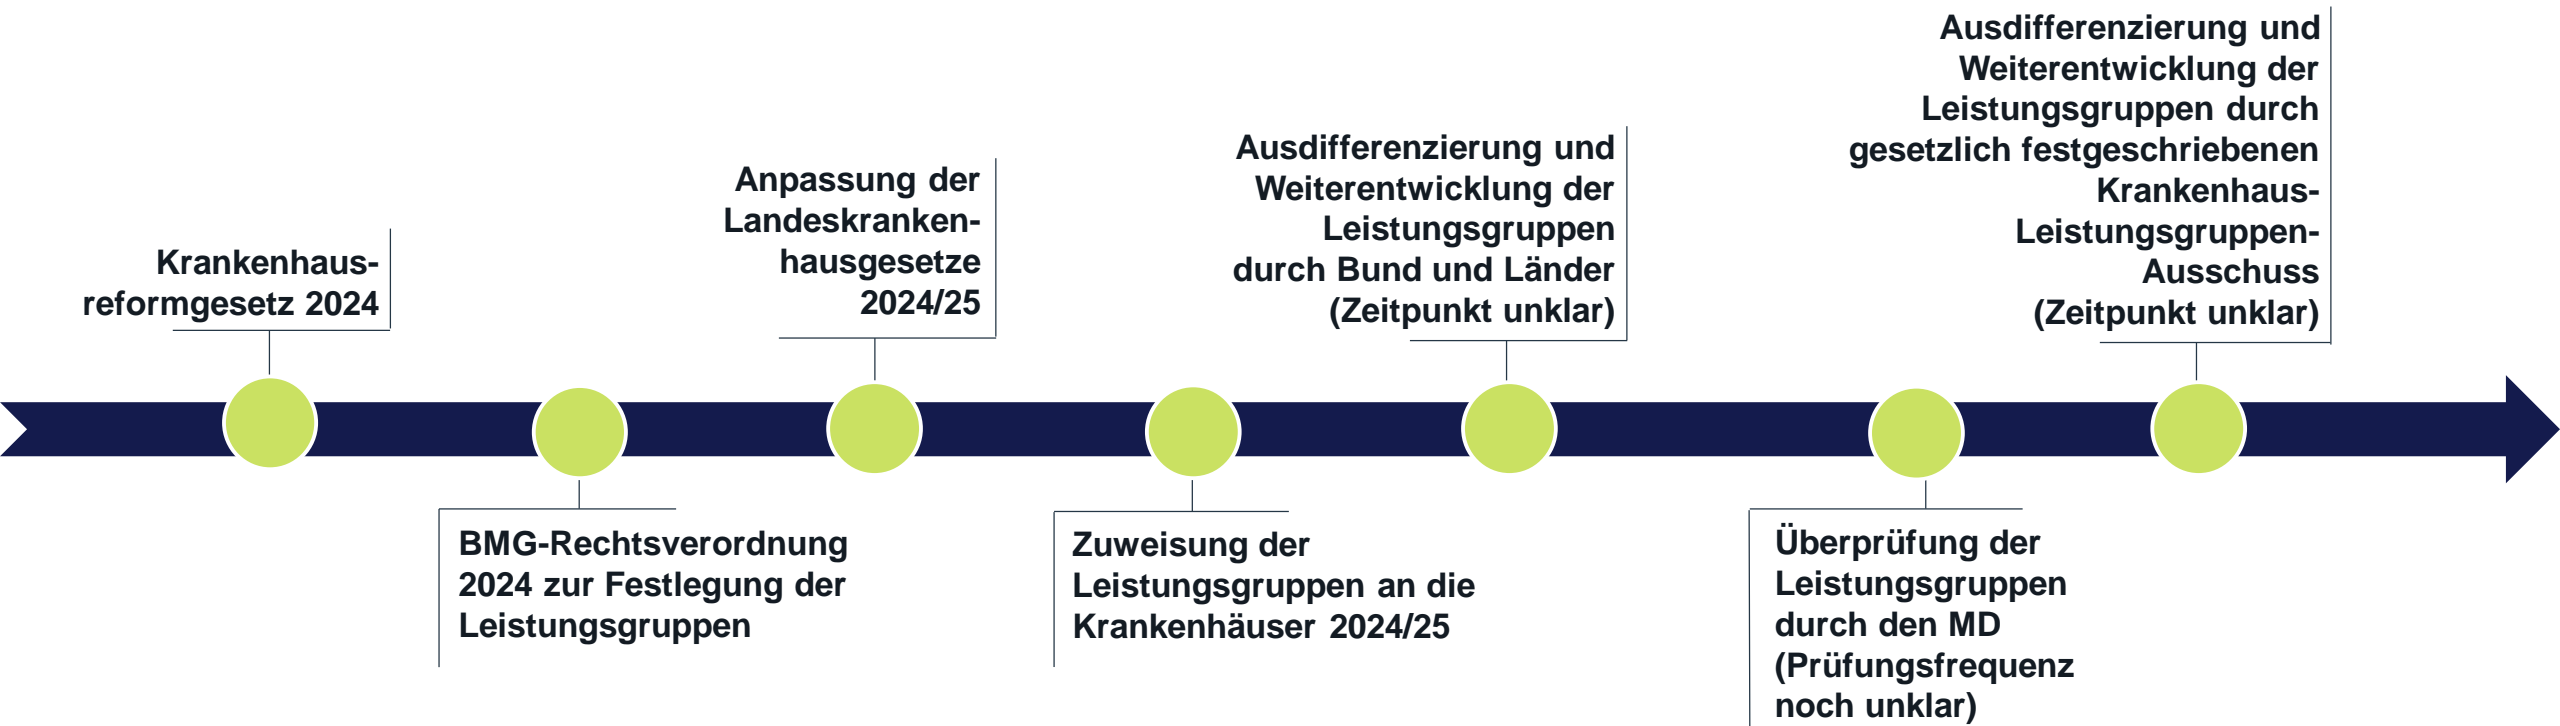 Krankenhaus-
reformgesetz 2024
BMG-Rechtsverordnung
2024 zur Festlegung der
Leistungsgruppen
Anpassung der
Landeskranken-
hausgesetze
2024/25
Zuweisung der
Leistungsgruppen an die
Krankenhäuser 2024/25
Ausdifferenzierung und
Weiterentwicklung der
Leistungsgruppen
durch Bund und Länder
(Zeitpunkt unklar)
Überprüfung der
Leistungsgruppen
durch den MD
(Prüfungsfrequenz
noch unklar)
Ausdifferenzierung und
Weiterentwicklung der
Leistungsgruppen durch
gesetzlich festgeschriebenen
Krankenhaus-
Leistungsgruppen-
Ausschuss
(Zeitpunkt unklar)